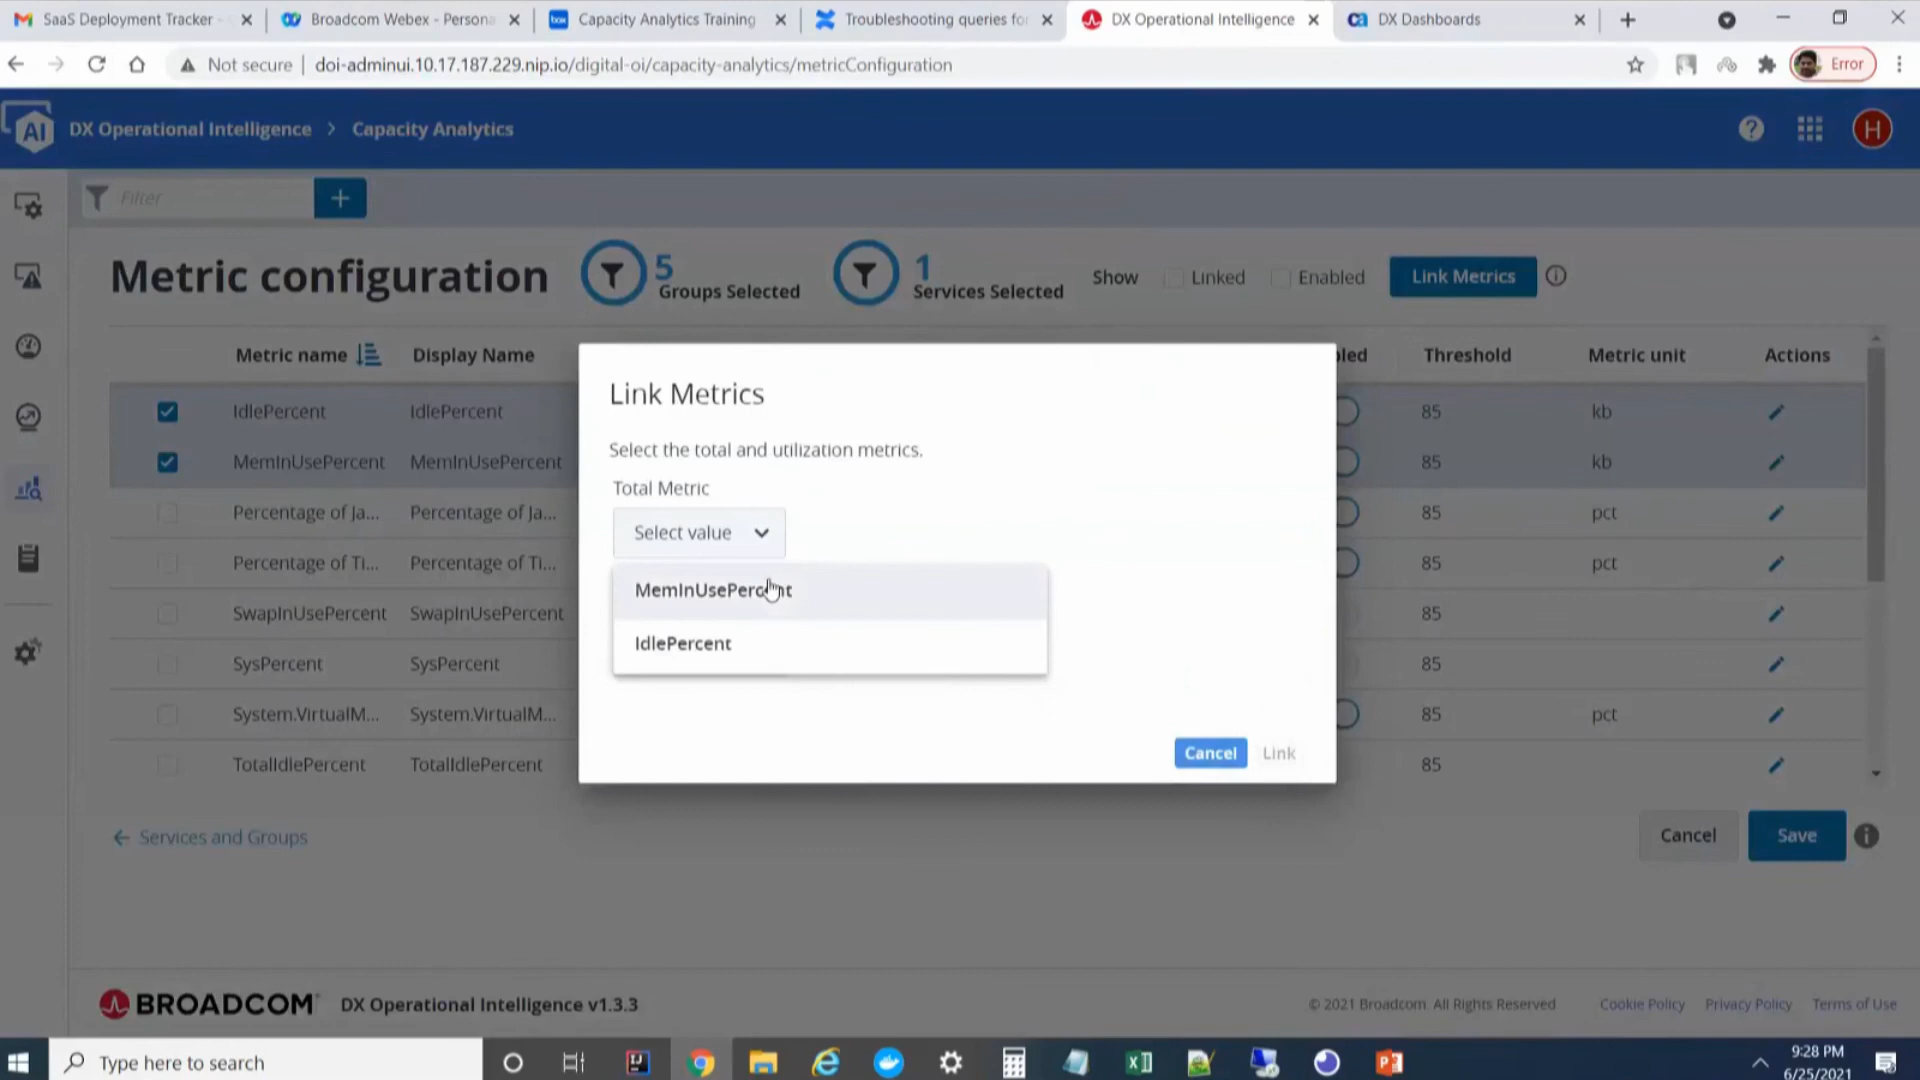 SaaS Deployment Tracker -
Broadcom Webex - Persona
box
Capacity Analytics Training
Troubleshooting queries for
DX Operational Intelligence
ca
DX Dashboards
Not secure
doi-adminui.10.17.187.229.nip.io/digital-oi/capacity-analytics/metricConfiguration
Error
AI
DX Operational Intelligence > Capacity Analytics
H
Filter
+
Metric configuration
5
Groups Selected
1
Services Selected
Show
Linked
Enabled
Link Metrics
Metric name
Display Name
led
Threshold
Metric unit
Actions
IdlePercent IdlePercent 85 kb
MemInUsePercent MemInUsePercent 85 kb
Percentage of Ja... Percentage of Ja... 85 pct
Percentage of Ti... Percentage of Ti... 85 pct
SwapInUsePercent SwapInUsePercent 85
SysPercent SysPercent 85
System.VirtualM... System.VirtualM... 85 pct
TotalIdlePercent TotalIdlePercent 85
Link Metrics
Select the total and utilization metrics.
Total Metric
Select value
MemInUsePercent
IdlePercent
Cancel
Link
Services and Groups
Cancel
Save
BROADCOM
DX Operational Intelligence v1.3.3
© 2021 Broadcom. All Rights Reserved
Cookie Policy
Privacy Policy
Terms of Use
Type here to search
9:28 PM
6/25/2021